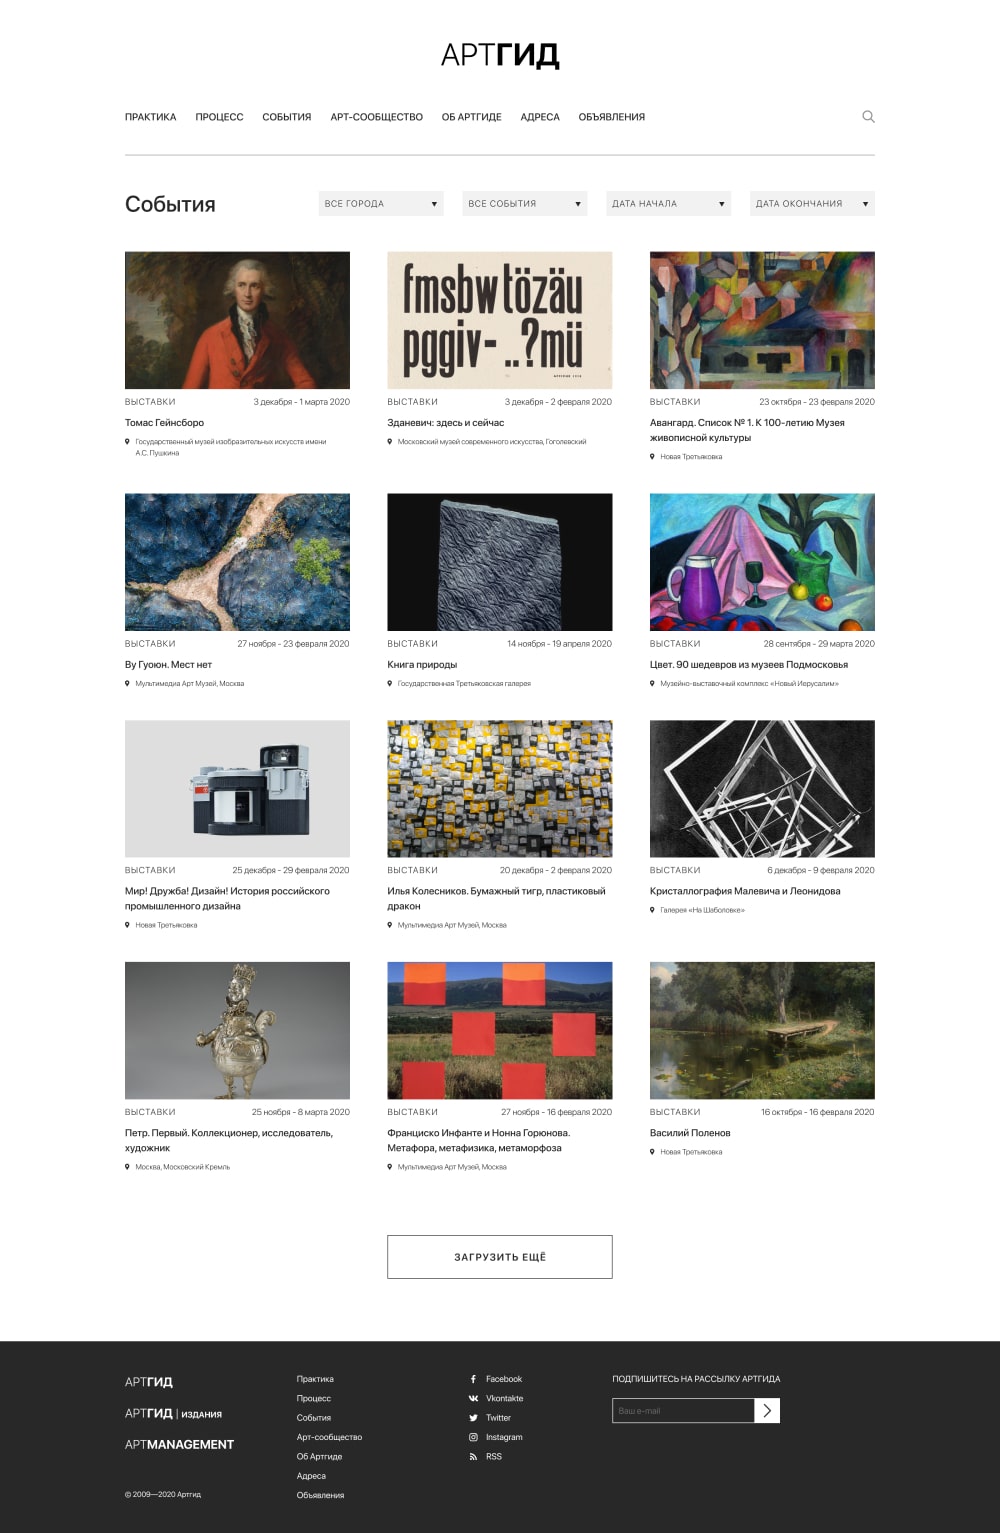 АРТГИД
ПРАКТИКА ПРОЦЕСС СОБЫТИЯ АРТ-СООБЩЕСТВО ОБ АРТГИДЕ АДРЕСА ОБЪЯВЛЕНИЯ
События ВСЕ ГОРОДА ВСЕ СОБЫТИЯ ДАТА НАЧАЛА ДАТА ОКОНЧАНИЯ
fmsbw tözäu
pggiv- ..?mü
ВЫСТАВКИ 3 декабря - 1 марта 2020
Томас Гейнсборо
Государственный музей изобразительных искусств имени
А.С. Пушкина
ВЫСТАВКИ 3 декабря - 2 февраля 2020
Зданевич: здесь и сейчас
Московский музей современного искусства, Гоголевский
ВЫСТАВКИ 23 октября - 23 февраля 2020
Авангард. Список № 1. К 100-летию Музея
живописной культуры
Новая Третьяковка
ВЫСТАВКИ 27 ноября - 23 февраля 2020
Ву Гуоюн. Мест нет
Мультимедиа Арт Музей, Москва
ВЫСТАВКИ 14 ноября - 19 апреля 2020
Книга природы
Государственная Третьяковская галерея
ВЫСТАВКИ 28 сентября - 29 марта 2020
Цвет. 90 шедевров из музеев Подмосковья
Музейно-выставочный комплекс «Новый Иерусалим»
ВЫСТАВКИ 25 декабря - 29 февраля 2020
Мир! Дружба! Дизайн! История российского
промышленного дизайна
Новая Третьяковка
ВЫСТАВКИ 20 декабря - 2 февраля 2020
Илья Колесников. Бумажный тигр, пластиковый
дракон
Мультимедиа Арт Музей, Москва
ВЫСТАВКИ 6 декабря - 9 февраля 2020
Кристаллография Малевича и Леонидова
Галерея «На Шаболовке»
ВЫСТАВКИ 25 ноября - 8 марта 2020
Петр. Первый. Коллекционер, исследователь,
художник
Москва, Московский Кремль
ВЫСТАВКИ 27 ноября - 16 февраля 2020
Франциско Инфанте и Нонна Горюнова.
Метафора, метафизика, метаморфоза
Мультимедиа Арт Музей, Москва
ВЫСТАВКИ 16 октября - 16 февраля 2020
Василий Поленов
Новая Третьяковка
ЗАГРУЗИТЬ ЕЩЁ
АРТГИД
АРТГИД | ИЗДАНИЯ
АРТMANAGEMENT
© 2009—2020 Артгид
Практика
Процесс
События
Арт-сообщество
Об Артгиде
Адреса
Объявления
Facebook
Vkontakte
Twitter
Instagram
RSS
ПОДПИШИТЕСЬ НА РАССЫЛКУ АРТГИДА
Ваш e-mail